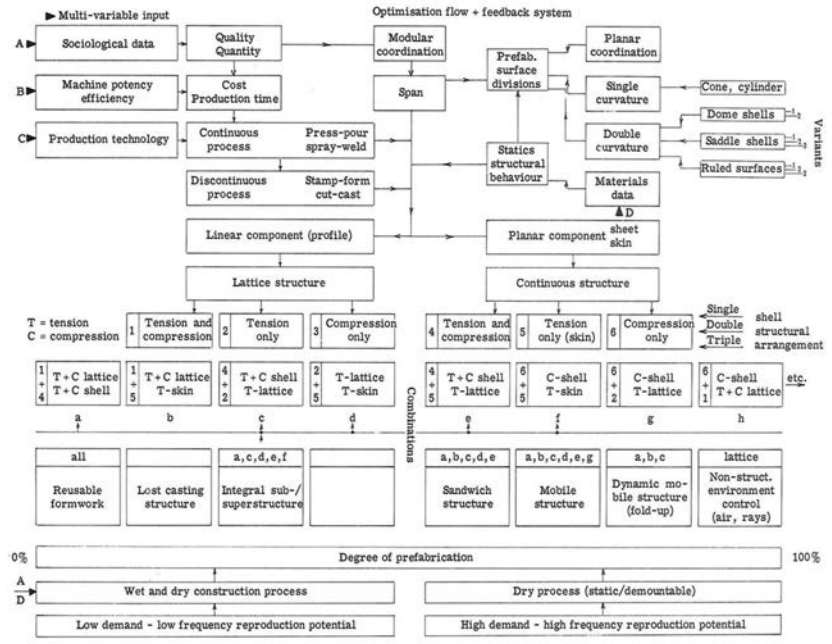 Multi-variable input
Optimisation flow + feedback system
A
Sociological data
Quality
Quantity
Modular
coordination
Prefab.
surface
divisions
Planar
coordination
B
Machine potency
efficiency
Cost
Production time
Span
Single
curvature
Cone, cylinder
C
Production technology
Continuous
process
Press-pour
spray-weld
Statics
structural
behaviour
Double
curvature
Dome shells
1
2
Saddle shells
1
2
3
Ruled surfaces
1
2
3
Variants
Discontinuous
process
Stamp-form
cut-cast
Materials
data
D
Linear component (profile)
Planar component sheet
skin
Lattice structure
Continuous structure
T = tension
C = compression
1 Tension and
compression
2 Tension
only
3 Compression
only
4 Tension and
compression
5 Tension
only (skin)
6 Compression
only
Single
Double
Triple
shell
structural
arrangement
1
+
4
T+C lattice
T+C shell
1
+
5
T+C lattice
T-skin
4
+
2
T+C shell
T-lattice
2
+
5
T-lattice
T-skin
4
+
5
T+C shell
T-lattice
6
+
5
C-shell
T-skin
6
+
2
C-shell
T-lattice
6
+
1
C-shell
T+C lattice
etc.
a
b
c
d
Combinations
e
f
g
h
all
Reusable
formwork
Lost casting
structure
a,c,d,e,f
Integral sub-/
superstructure
a,b,c,d,e
Sandwich
structure
a,b,c,d,e,g
Mobile
structure
a,b,c
Dynamic mo-
bile structure
(fold-up)
lattice
Non-struct.
environment
control
(air, rays)
0%
Degree of prefabrication
100%
A
D
Wet and dry construction process
Dry process (static/demountable)
Low demand - low frequency reproduction potential
High demand - high frequency reproduction potential